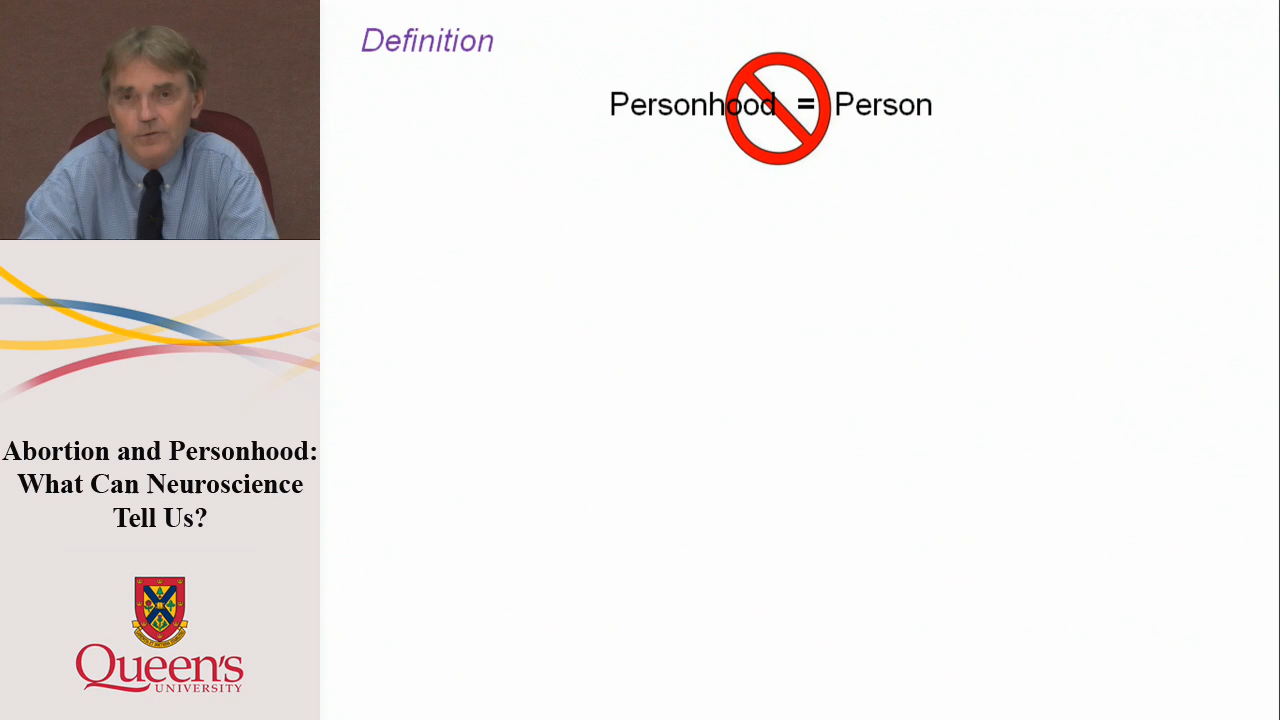 Definition
Personhood = Person
Abortion and Personhood:
What Can Neuroscience
Tell Us?
Queen's
UNIVERSITY